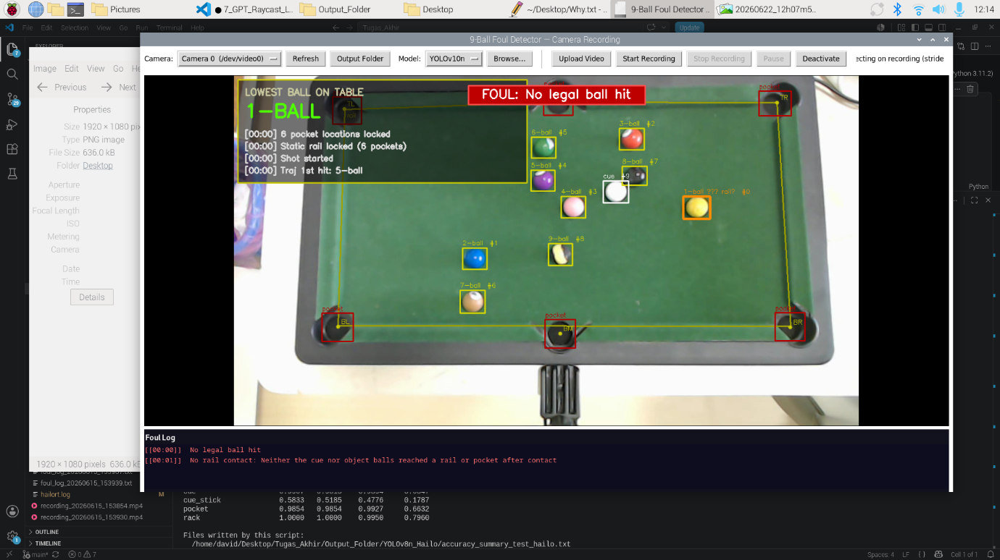 Pictures
7_GPT_Raycast_L..
Output_Folder
Desktop
~/Desktop/Why.txt - ..
9-Ball Foul Detector ..
20260622_12h07m5..
12:14
File Edit Selection View Go Run Terminal Help
Tugas_Akhir
Update
9-Ball Foul Detector — Camera Recording
Camera: Camera 0 (/dev/video0) Refresh Output Folder Model: YOLOv10n Browse... Upload Video Start Recording Stop Recording Pause Deactivate ecting on recording (stride
EXPLORER
Image Edit View Go He
Previous Next
Properties
Size 1920 × 1080 pix
Type PNG image
File Size 636.0 kB
Folder Desktop
Aperture
Exposure
Focal Length
ISO
Metering
Camera
Date
Time
Details
1920 × 1080 pixels 636.0 kB
LOWEST BALL ON TABLE
1-BALL
[00:00] 6 pocket locations locked
[00:00] Static rail locked (6 pockets)
[00:00] Shot started
[00:00] Traj 1st hit: 5-ball
FOUL: No legal ball hit
TL
pocket
TR
6-ball #5
3-ball #2
5-ball #4
8-ball #7
cue #9
4-ball #3
1-ball ??? rail? #0
2-ball #1
9-ball #8
7-ball #6
pocket
BL
pocket
BM
pocket
BR
Python 3.11.2)
Python
Foul Log
[[00:00]] No legal ball hit
[[00:01]] No rail contact: Neither the cue nor object balls reached a rail or pocket after contact
foul_log_20260615_153939.txt
hailort.log M
recording_20260615_153854.mp4
recording_20260615_153930.mp4
OUTLINE
TIMELINE
cue_stick 0.5833 0.5185 0.4776 0.1787
pocket 0.9854 0.9854 0.9927 0.6632
rack 1.0000 1.0000 0.9950 0.7960
Files written by this script:
/home/david/Desktop/Tugas_Akhir/Output_Folder/YOLOv8n_Hailo/accuracy_summary_test_hailo.txt
7
29
1
main* 0 7
Spaces: 4 LF { } Cell 1 of 1